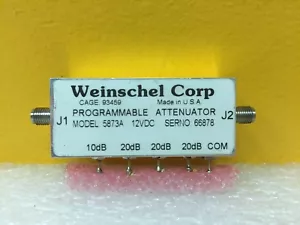 Weinschel Corp
CAGE. 93459 Made in U.S.A
PROGRAMMABLE ATTENUATOR
J1 J2
MODEL 5873A 12VDC SERNO 66878
10dB 20dB 20dB 20dB COM